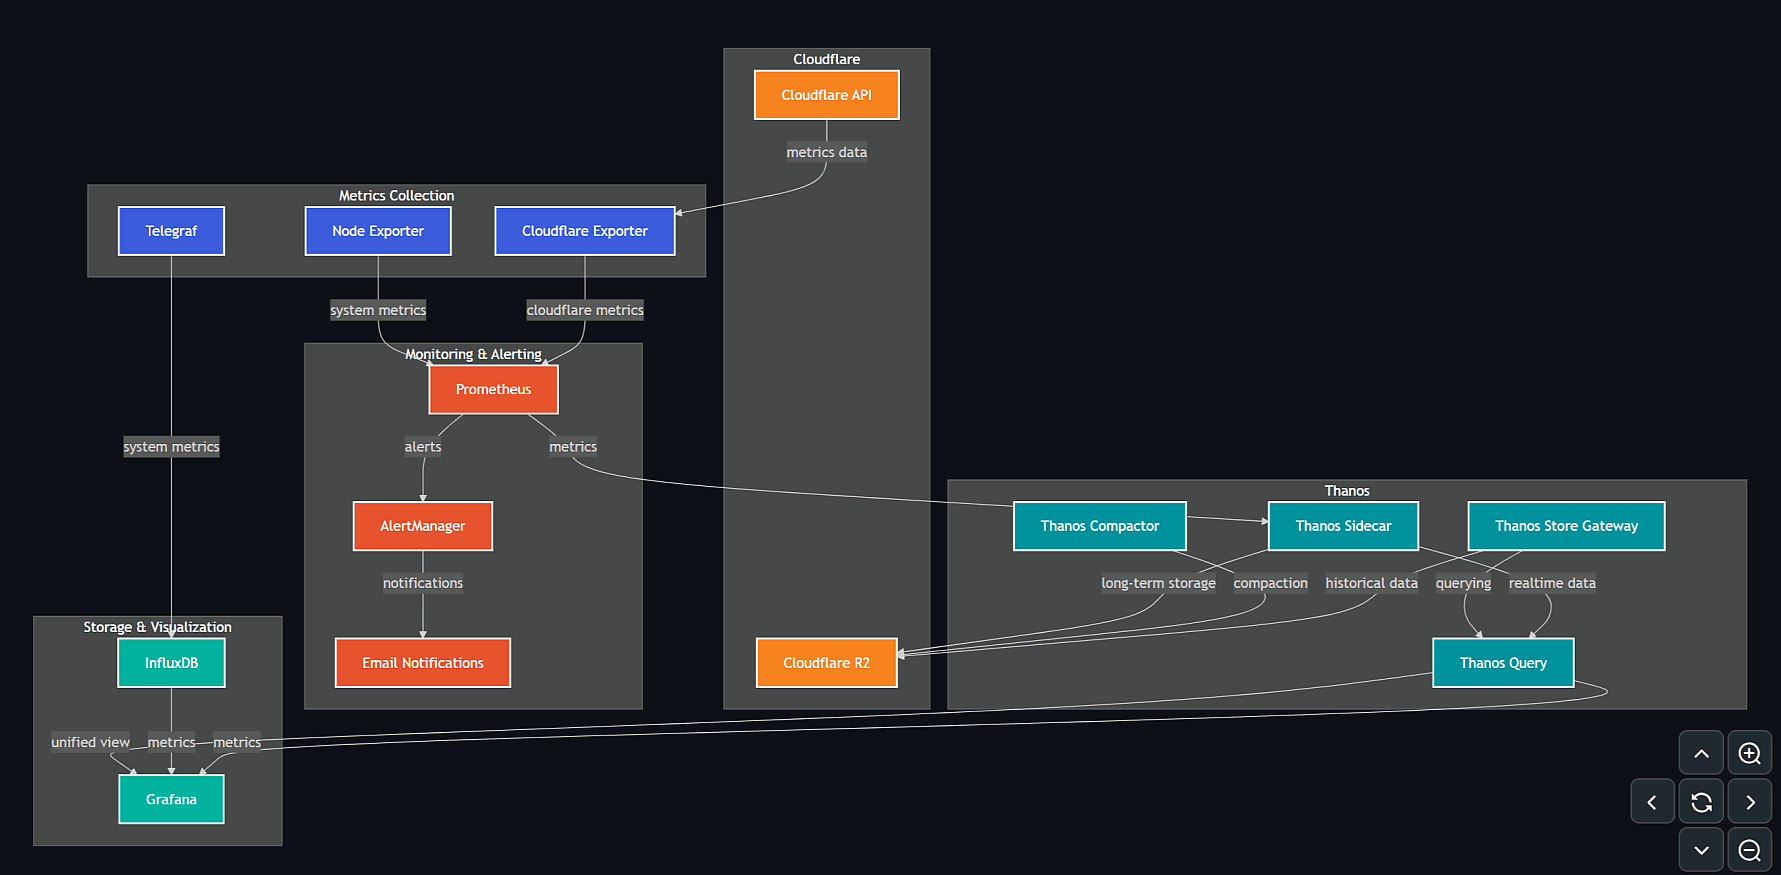 Cloudflare
Cloudflare API
metrics data
Metrics Collection
Telegraf
Node Exporter
Cloudflare Exporter
system metrics
cloudflare metrics
Monitoring & Alerting
Prometheus
system metrics
alerts
metrics
Thanos
AlertManager
Thanos Compactor
Thanos Sidecar
Thanos Store Gateway
notifications
long-term storage
compaction
historical data
querying
realtime data
Storage & Visualization
InfluxDB
Email Notifications
Cloudflare R2
Thanos Query
unified view
metrics
metrics
Grafana